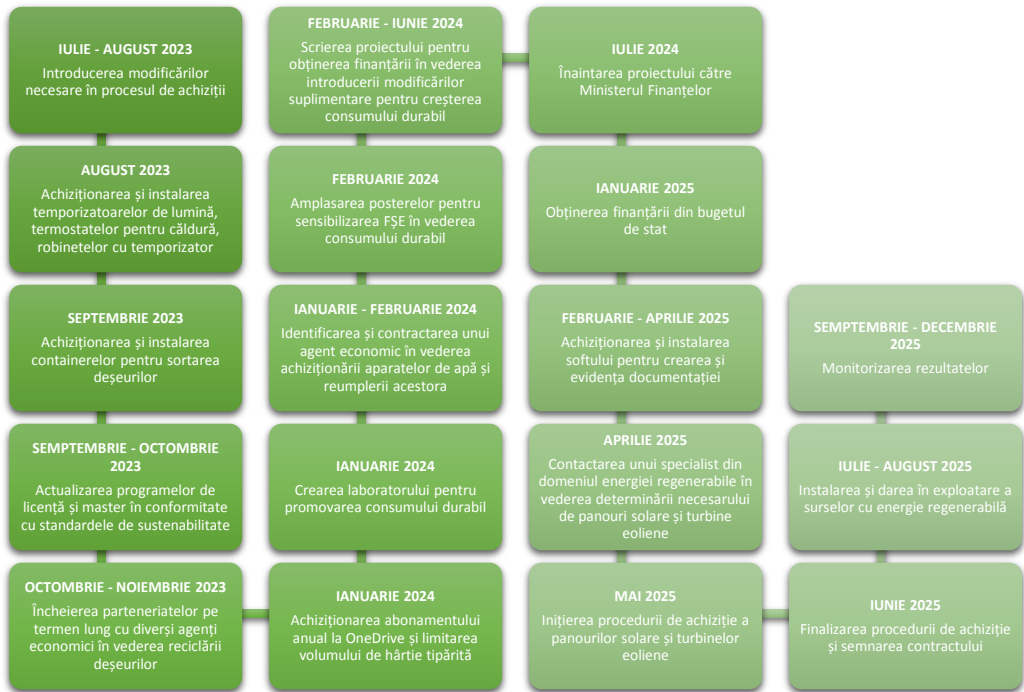 IULIE - AUGUST 2023
Introducerea modificărilor
necesare în procesul de achiziții
AUGUST 2023
Achiziționarea și instalarea
temporizatoarelor de lumină,
termostatelor pentru căldură,
robinetelor cu temporizator
SEPTEMBRIE 2023
Achiziționarea și instalarea
containerelor pentru sortarea
deșeurilor
SEMPTEMBRIE - OCTOMBRIE
2023
Actualizarea programelor de
licență și master în conformitate
cu standardele de sustenabilitate
OCTOMBRIE - NOIEMBRIE 2023
Încheierea parteneriatelor pe
termen lung cu diverși agenți
economici în vederea reciclării
deșeurilor
IANUARIE 2024
Achiziționarea abonamentului
anual la OneDrive și limitarea
volumului de hârtie tipărită
IANUARIE 2024
Crearea laboratorului pentru
promovarea consumului durabil
IANUARIE - FEBRUARIE 2024
Identificarea și contractarea unui
agent economic în vederea
achiziționării aparatelor de apă și
reumplerii acestora
FEBRUARIE 2024
Amplasarea posterelor pentru
sensibilizarea FȘE în vederea
consumului durabil
FEBRUARIE - IUNIE 2024
Scrierea proiectului pentru
obținerea finanțării în vederea
introducerii modificărilor
suplimentare pentru creșterea
consumului durabil
IULIE 2024
Înaintarea proiectului către
Ministerul Finanțelor
IANUARIE 2025
Obținerea finanțării din bugetul
de stat
FEBRUARIE - APRILIE 2025
Achiziționarea și instalarea
softului pentru crearea și
evidența documentației
APRILIE 2025
Contactarea unui specialist din
domeniul energiei regenerabile în
vederea determinării necesarului
de panouri solare și turbine
eoliene
MAI 2025
Inițierea procedurii de achiziție a
panourilor solare și turbinelor
eoliene
IUNIE 2025
Finalizarea procedurii de achiziție
și semnarea contractului
IULIE - AUGUST 2025
Instalarea și darea în exploatare a
surselor cu energie regenerabilă
SEMPTEMBRIE - DECEMBRIE
2025
Monitorizarea rezultatelor